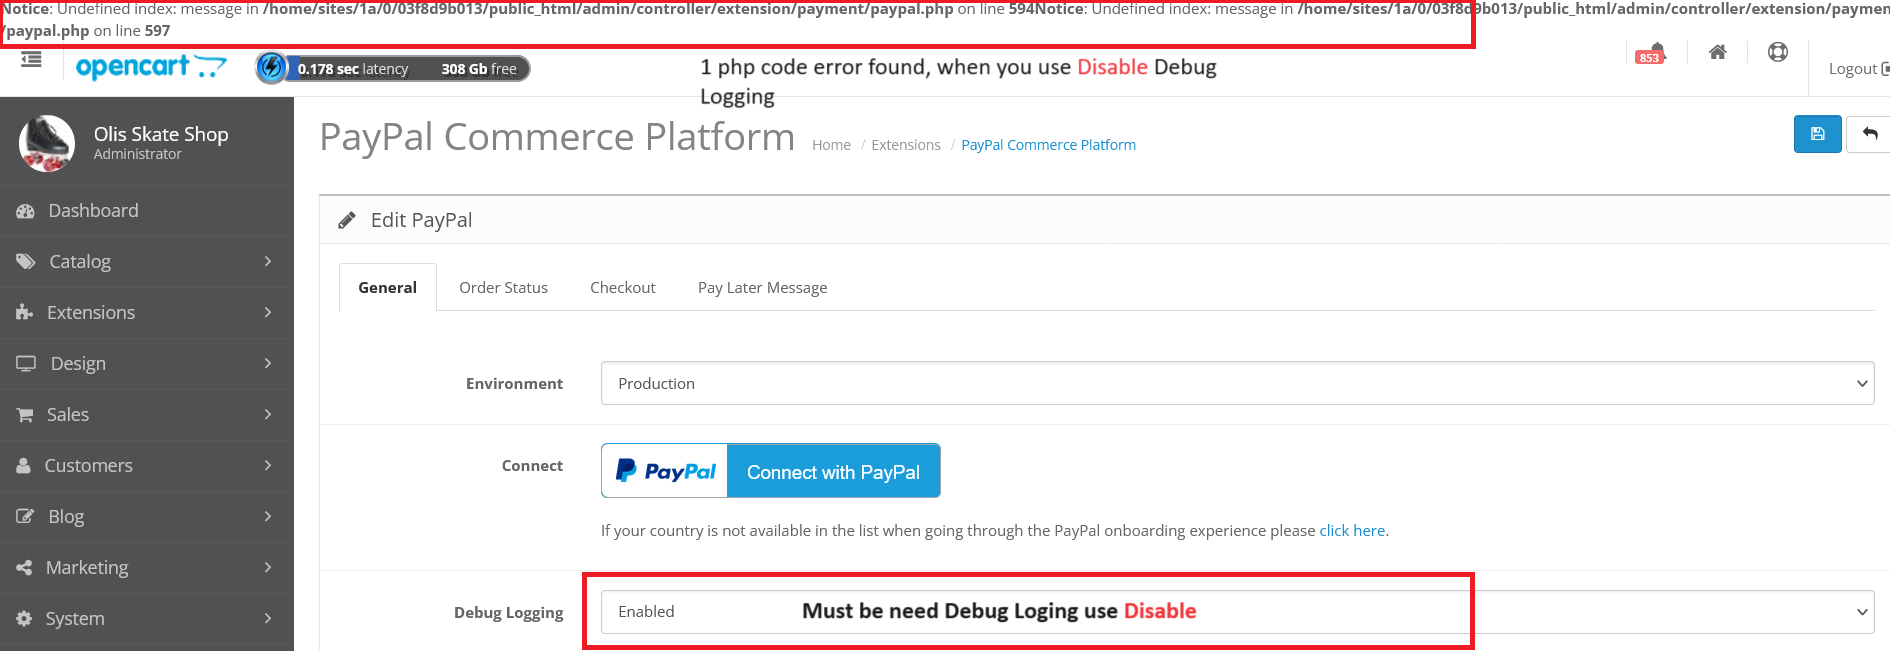 Notice: Undefined index: message in /home/sites/1a/0/03f8d9b013/public_html/admin/controller/extension/payment/paypal.php on line 594Notice: Undefined index: message in /home/sites/1a/0/03f8d9b013/public_html/admin/controller/extension/paymen
/paypal.php on line 597
opencart
0.178 sec latency 308 Gb free
1 php code error found, when you use Disable Debug
Logging
853
Logout
Olis Skate Shop
Administrator
PayPal Commerce Platform
Home / Extensions / PayPal Commerce Platform
Dashboard
Catalog
Extensions
Design
Sales
Customers
Blog
Marketing
System
Edit PayPal
General Order Status Checkout Pay Later Message
Environment Production
Connect PayPal Connect with PayPal
If your country is not available in the list when going through the PayPal onboarding experience please click here.
Debug Logging Enabled Must be need Debug Loging use Disable